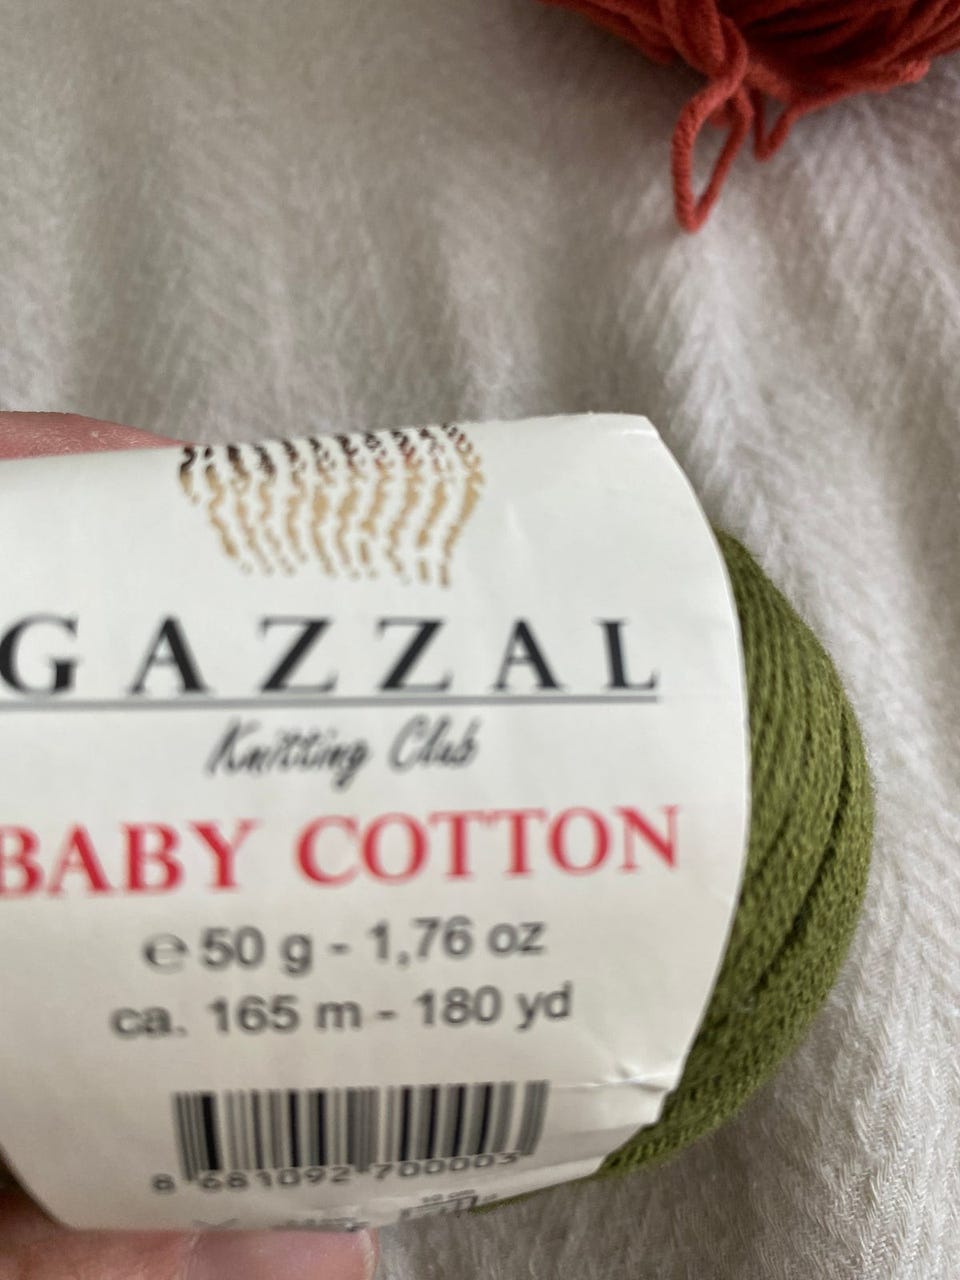 GAZZAL
Knitting Club
BABY COTTON
℮ 50 g - 1,76 oz
ca. 165 m - 180 yd
8 681092 700003